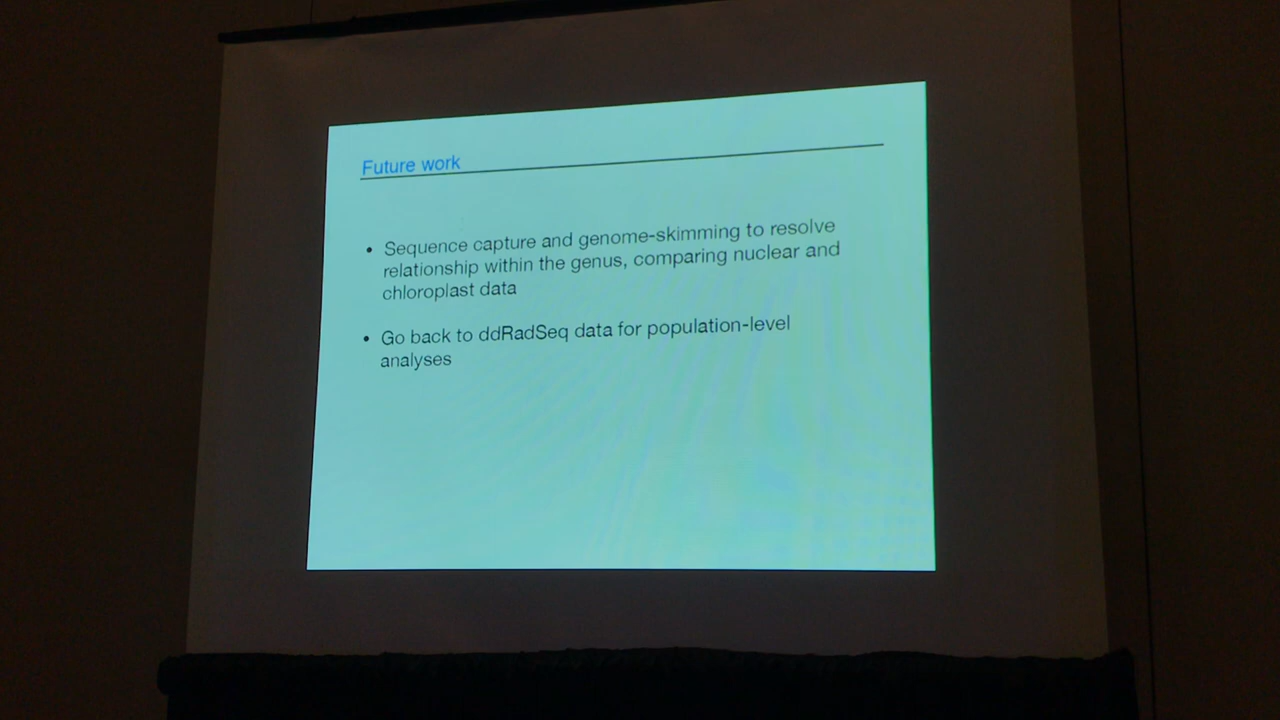 Future work
• Sequence capture and genome-skimming to resolve
relationship within the genus, comparing nuclear and
chloroplast data
• Go back to ddRadSeq data for population-level
analyses